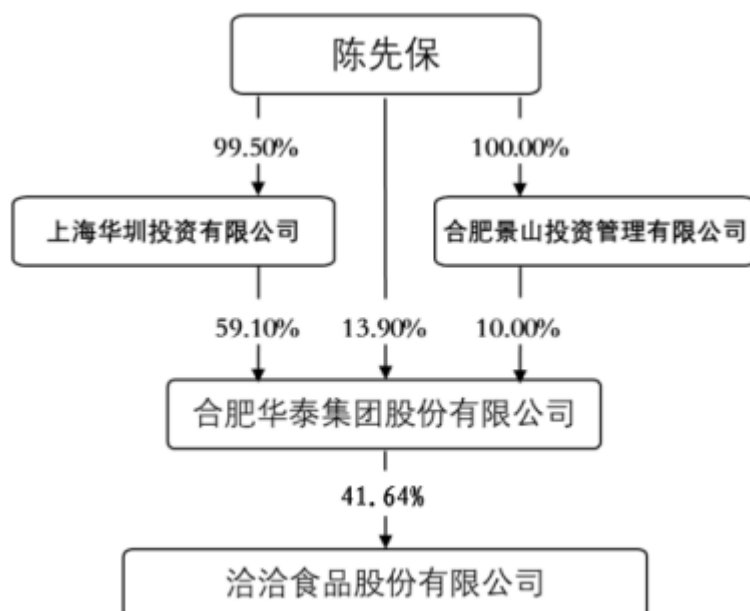 陈先保
99.50%
100.00%
上海华圳投资有限公司
合肥景山投资管理有限公司
59.10%
13.90%
10.00%
合肥华泰集团股份有限公司
41.64%
洽洽食品股份有限公司